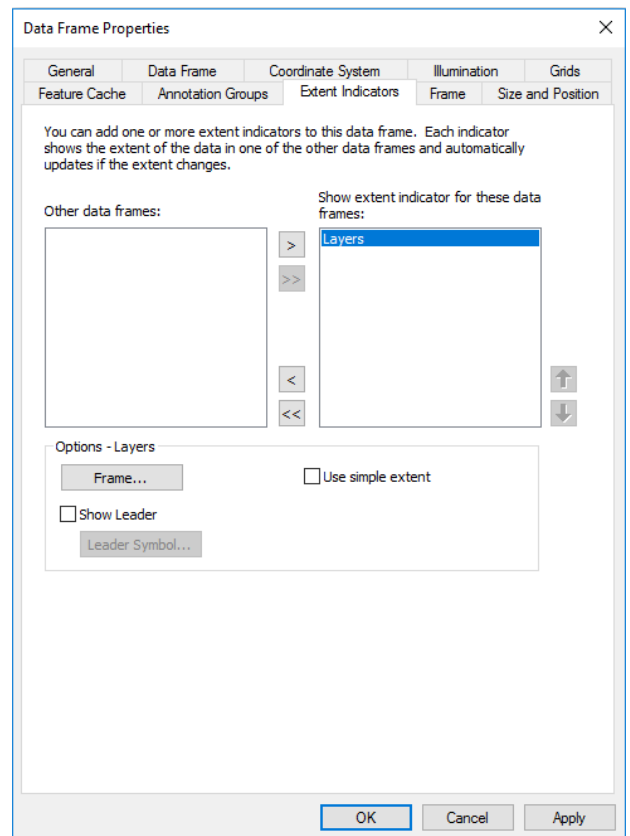 Data Frame Properties
General Data Frame Coordinate System Illumination Grids
Feature Cache Annotation Groups Extent Indicators Frame Size and Position
You can add one or more extent indicators to this data frame. Each indicator
shows the extent of the data in one of the other data frames and automatically
updates if the extent changes.
Other data frames:
Show extent indicator for these data
frames:
Layers
>
>>
<
<<
Options - Layers
Frame...
Use simple extent
Show Leader
Leader Symbol...
OK Cancel Apply